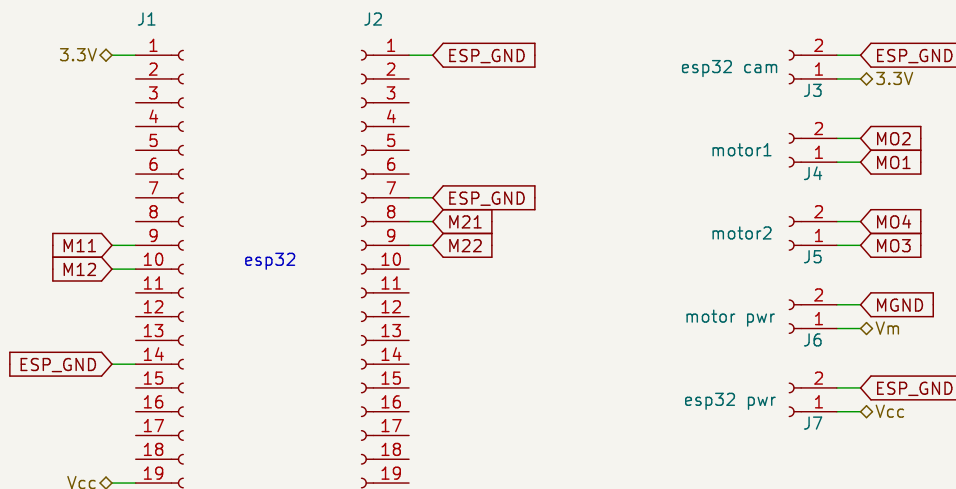 J1 J2
3.3V 1 1 ESP_GND
2 2
3 3
4 4
5 5
6 6
7 7 ESP_GND
8 8 M21
M11 9 9 M22
M12 10 esp32 10
11 11
12 12
13 13
ESP_GND 14 14
15 15
16 16
17 17
18 18
Vcc 19 19
esp32 cam 2 ESP_GND
1 3.3V
J3
motor1 2 MO2
1 MO1
J4
motor2 2 MO4
1 MO3
J5
motor pwr 2 MGND
1 Vm
J6
esp32 pwr 2 ESP_GND
1 Vcc
J7